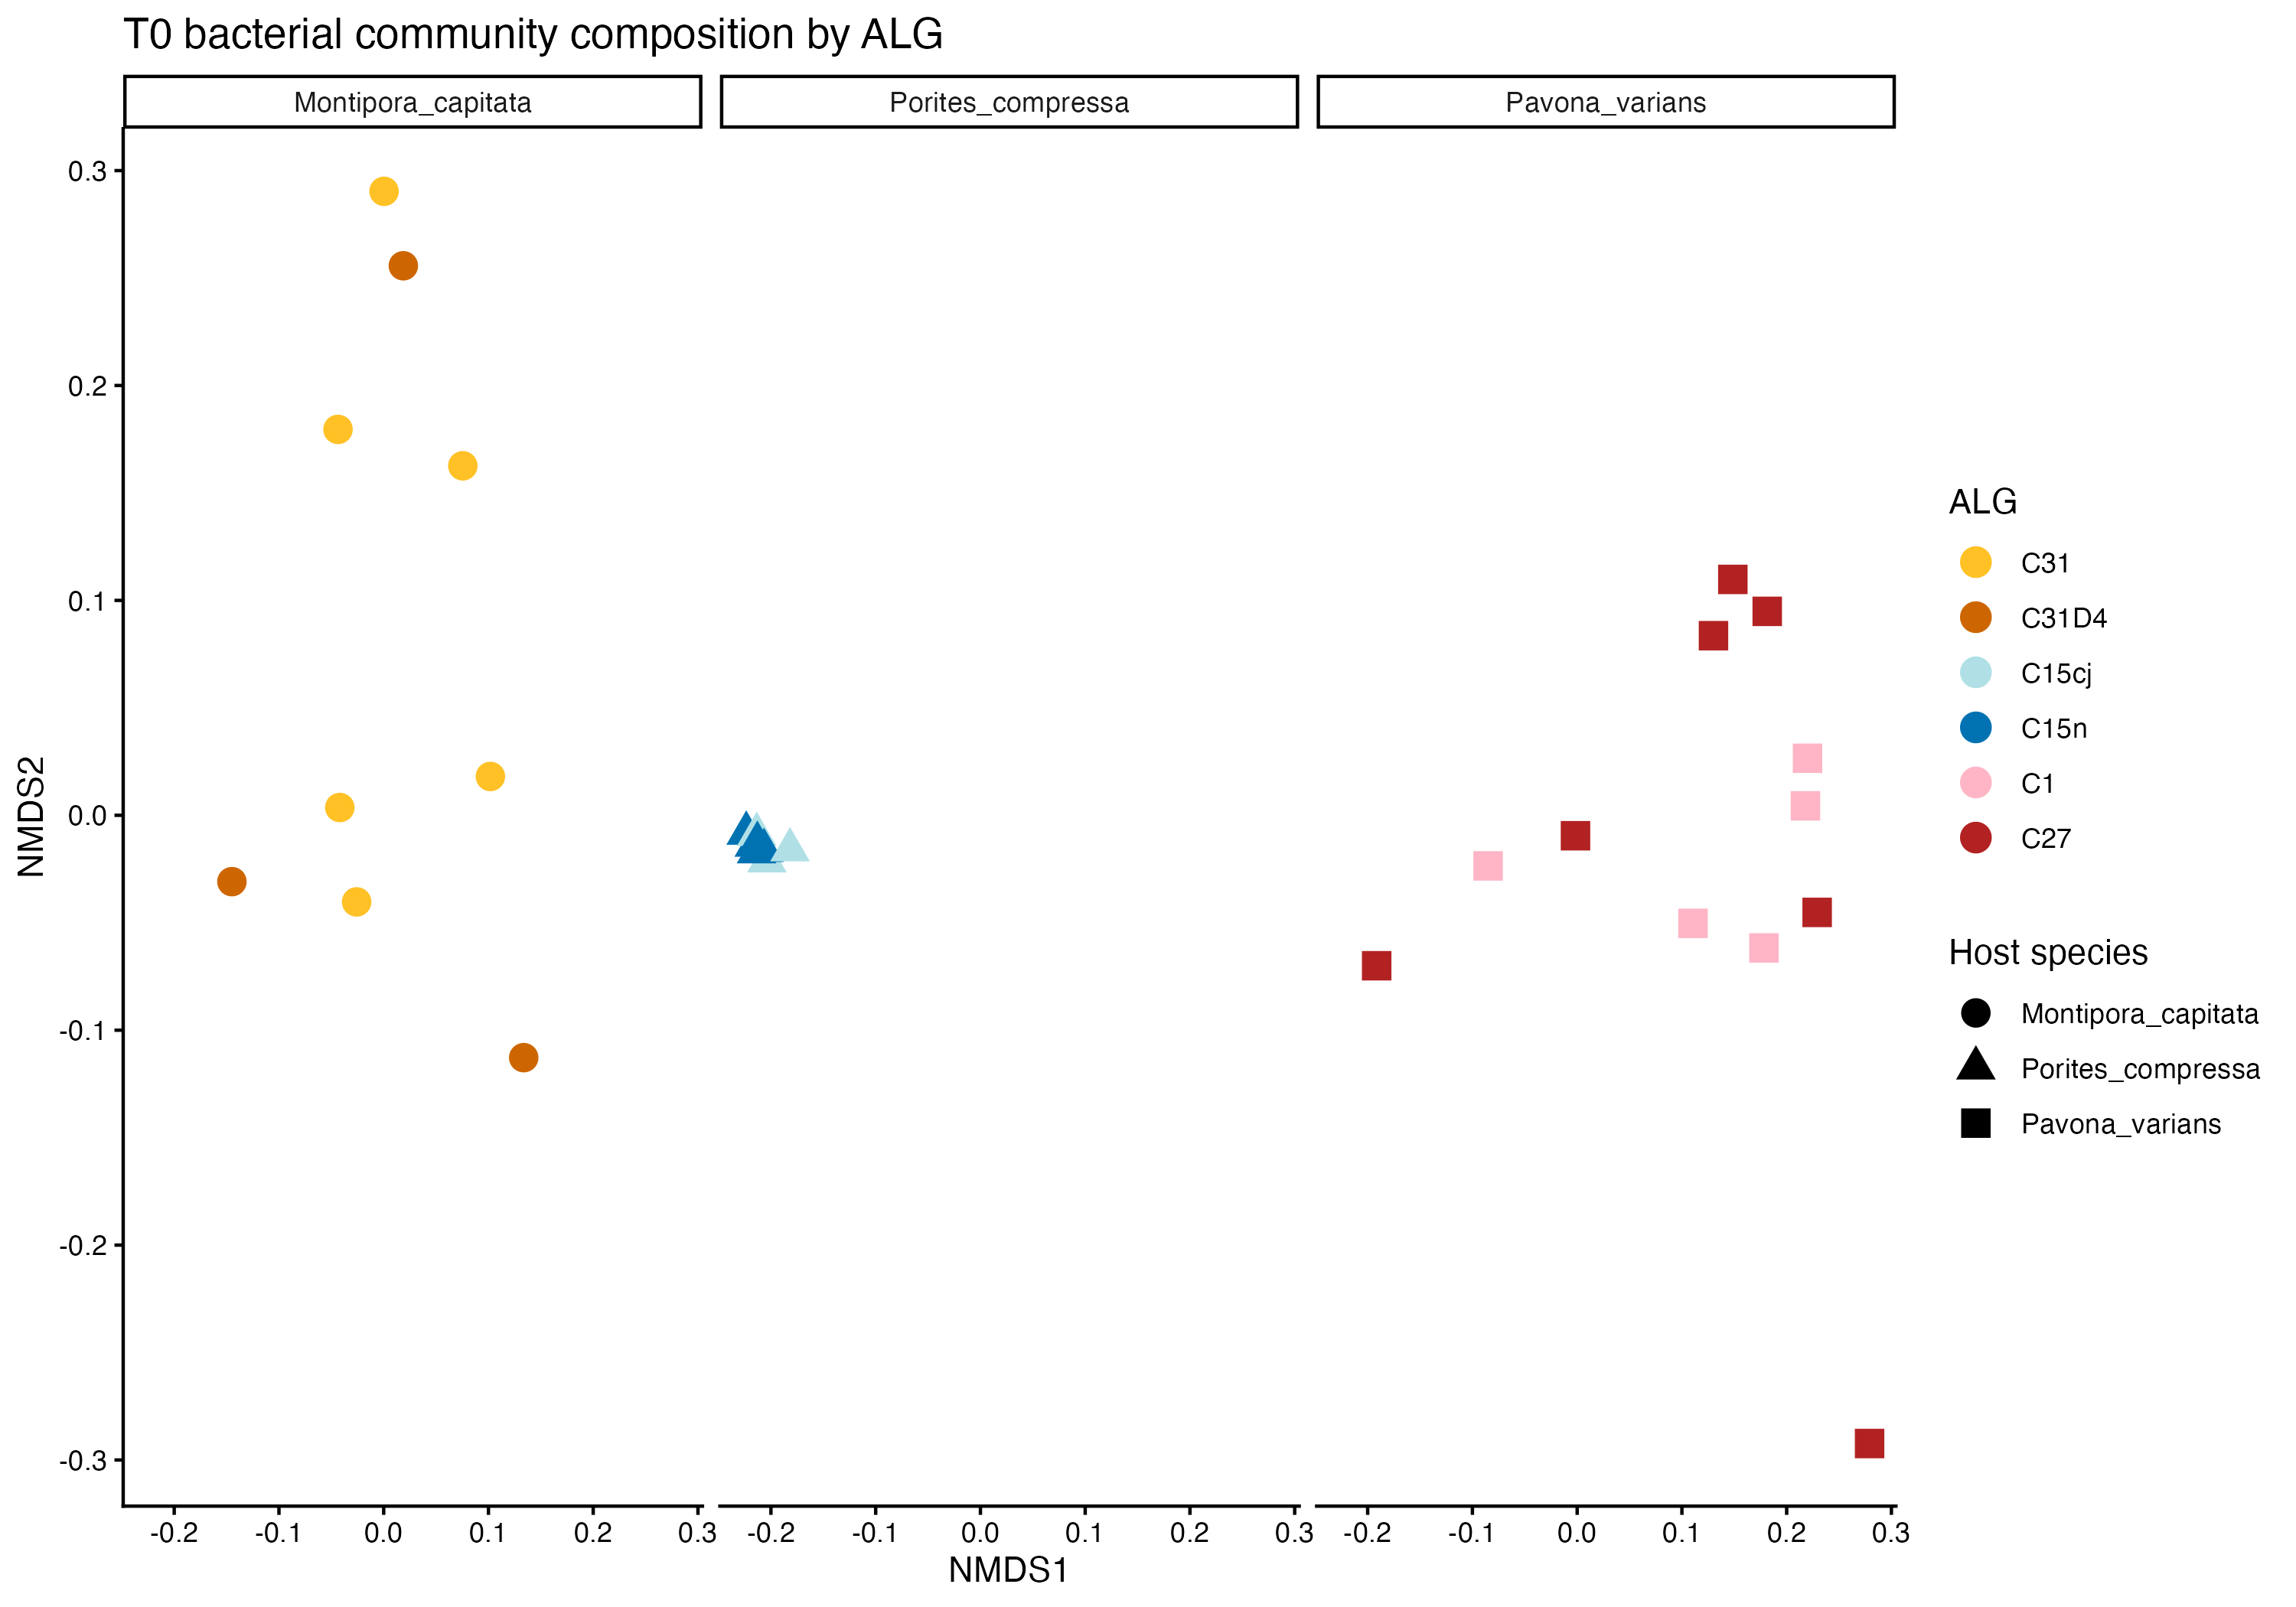 T0 bacterial community composition by ALG
Montipora_capitata
Porites_compressa
Pavona_varians
NMDS2
0.3
0.2
0.1
0.0
-0.1
-0.2
-0.3
-0.2 -0.1 0.0 0.1 0.2 0.3
-0.2 -0.1 0.0 0.1 0.2 0.3
-0.2 -0.1 0.0 0.1 0.2 0.3
NMDS1
ALG
C31
C31D4
C15cj
C15n
C1
C27
Host species
Montipora_capitata
Porites_compressa
Pavona_varians